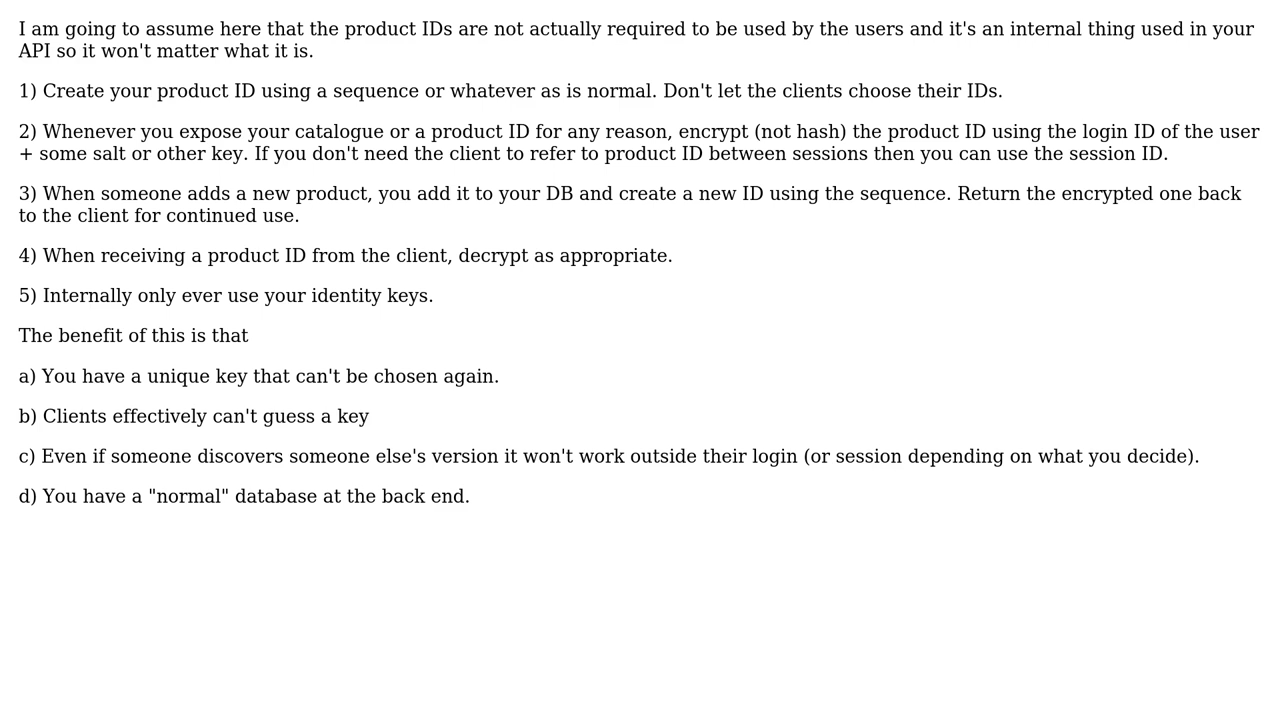 I am going to assume here that the product IDs are not actually required to be used by the users and it's an internal thing used in your
API so it won't matter what it is.
1) Create your product ID using a sequence or whatever as is normal. Don't let the clients choose their IDs.
2) Whenever you expose your catalogue or a product ID for any reason, encrypt (not hash) the product ID using the login ID of the user
+ some salt or other key. If you don't need the client to refer to product ID between sessions then you can use the session ID.
3) When someone adds a new product, you add it to your DB and create a new ID using the sequence. Return the encrypted one back
to the client for continued use.
4) When receiving a product ID from the client, decrypt as appropriate.
5) Internally only ever use your identity keys.
The benefit of this is that
a) You have a unique key that can't be chosen again.
b) Clients effectively can't guess a key
c) Even if someone discovers someone else's version it won't work outside their login (or session depending on what you decide).
d) You have a "normal" database at the back end.